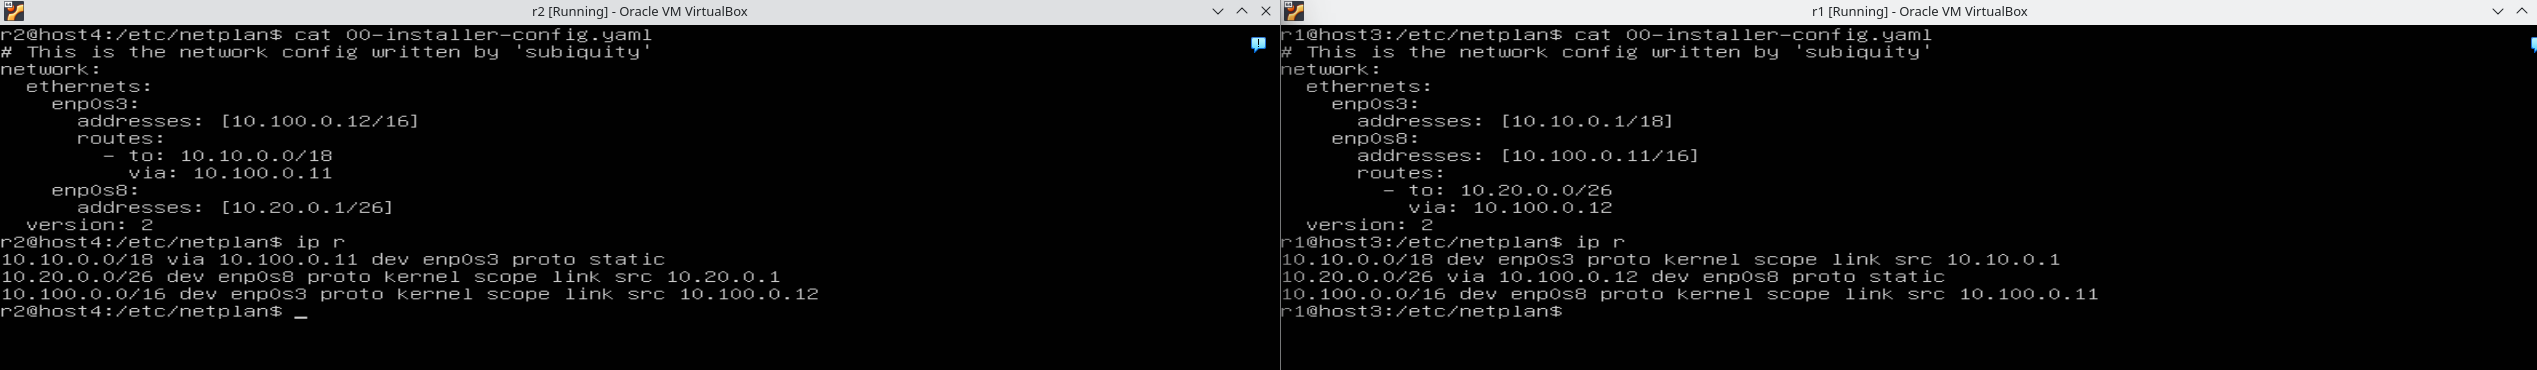 r2 [Running] - Oracle VM VirtualBox
r2@host4:/etc/netplan$ cat 00-installer-config.yaml
# This is the network config written by 'subiquity'
network:
  ethernets:
    enp0s3:
      addresses: [10.100.0.12/16]
      routes:
        - to: 10.10.0.0/18
          via: 10.100.0.11
    enp0s8:
      addresses: [10.20.0.1/26]
  version: 2
r2@host4:/etc/netplan$ ip r
10.10.0.0/18 via 10.100.0.11 dev enp0s3 proto static
10.20.0.0/26 dev enp0s8 proto kernel scope link src 10.20.0.1
10.100.0.0/16 dev enp0s3 proto kernel scope link src 10.100.0.12
r2@host4:/etc/netplan$ _
r1 [Running] - Oracle VM VirtualBox
r1@host3:/etc/netplan$ cat 00-installer-config.yaml
# This is the network config written by 'subiquity'
network:
  ethernets:
    enp0s3:
      addresses: [10.10.0.1/18]
    enp0s8:
      addresses: [10.100.0.11/16]
      routes:
        - to: 10.20.0.0/26
          via: 10.100.0.12
  version: 2
r1@host3:/etc/netplan$ ip r
10.10.0.0/18 dev enp0s3 proto kernel scope link src 10.10.0.1
10.20.0.0/26 via 10.100.0.12 dev enp0s8 proto static
10.100.0.0/16 dev enp0s8 proto kernel scope link src 10.100.0.11
r1@host3:/etc/netplan$